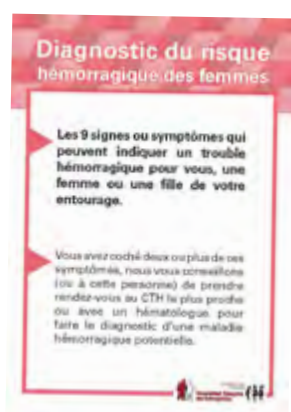 Diagnostic du risque
hémorragique des femmes
Les 9 signes ou symptômes qui
peuvent indiquer un trouble
hémorragique pour vous, une
femme ou une fille de votre
entourage.
Vous avez coché deux ou plus de ces
symptômes, nous vous conseillons
(ou à cette personne) de prendre
rendez-vous au CTH le plus proche
ou avec un hématologue pour
faire le diagnostic d'une maladie
hémorragique potentielle.